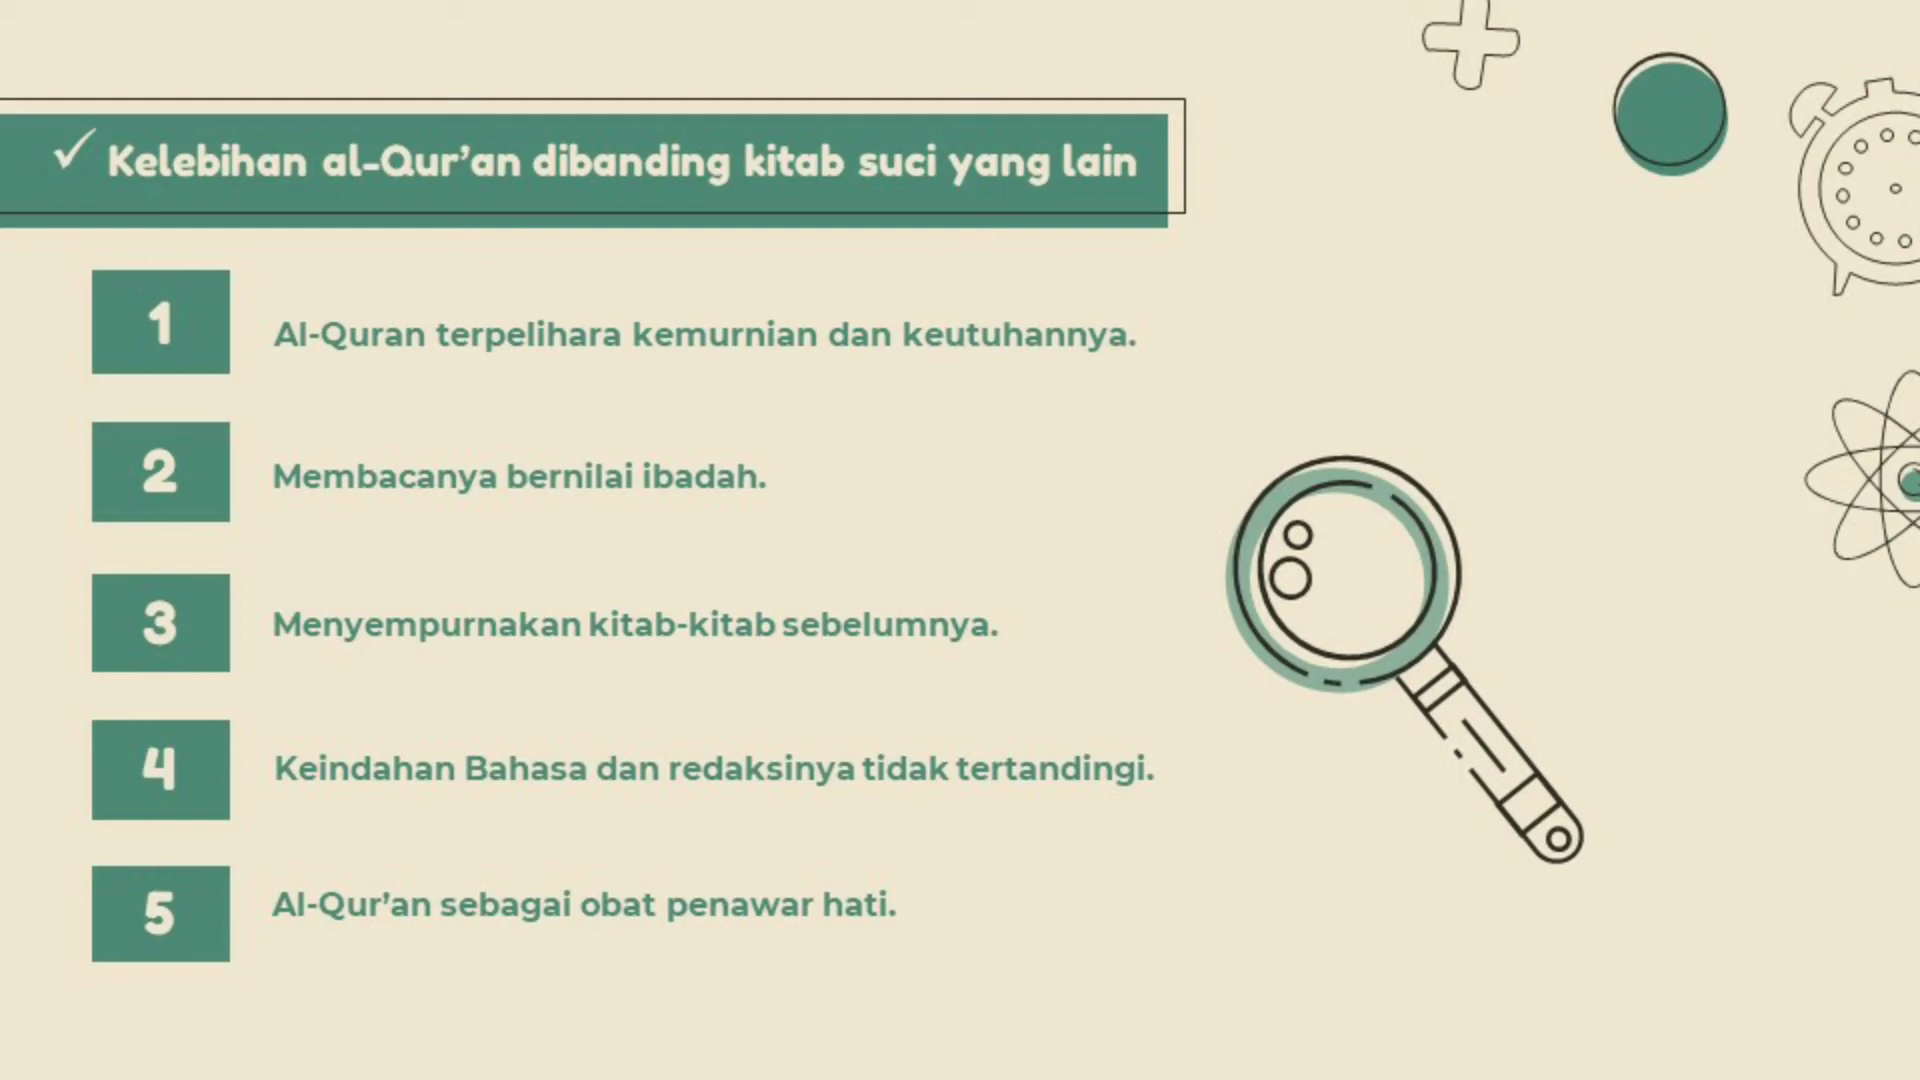 ✓ Kelebihan al-Qur’an dibanding kitab suci yang lain
1
Al-Quran terpelihara kemurnian dan keutuhannya.
2
Membacanya bernilai ibadah.
3
Menyempurnakan kitab-kitab sebelumnya.
4
Keindahan Bahasa dan redaksinya tidak tertandingi.
5
Al-Qur’an sebagai obat penawar hati.